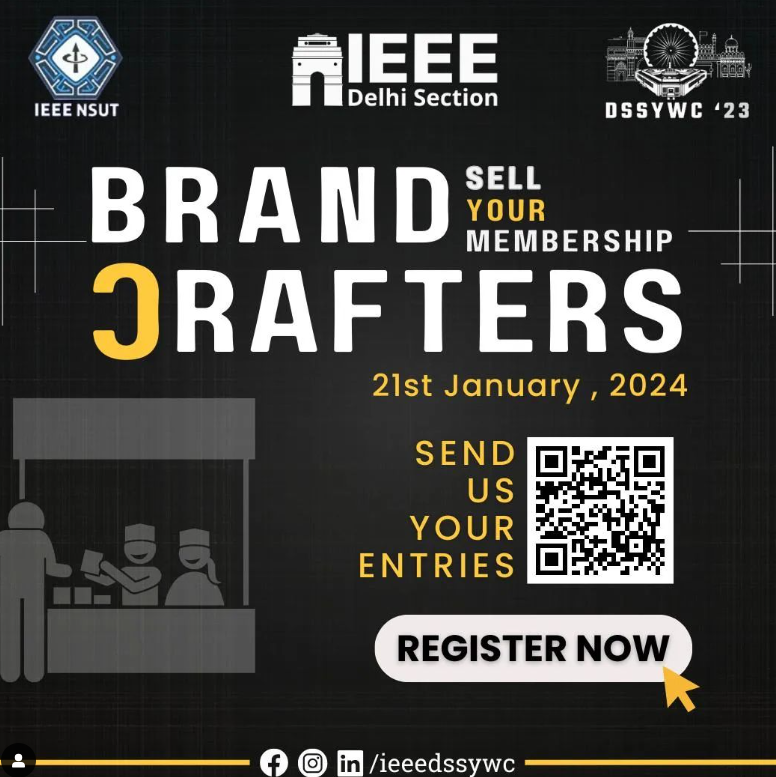 IEEE NSUT
IEEE
Delhi Section
DSSYWC ‘23
BRAND
SELL
YOUR
MEMBERSHIP
CRAFTERS
21st January , 2024
SEND
US
YOUR
ENTRIES
REGISTER NOW
/ieeedssywc